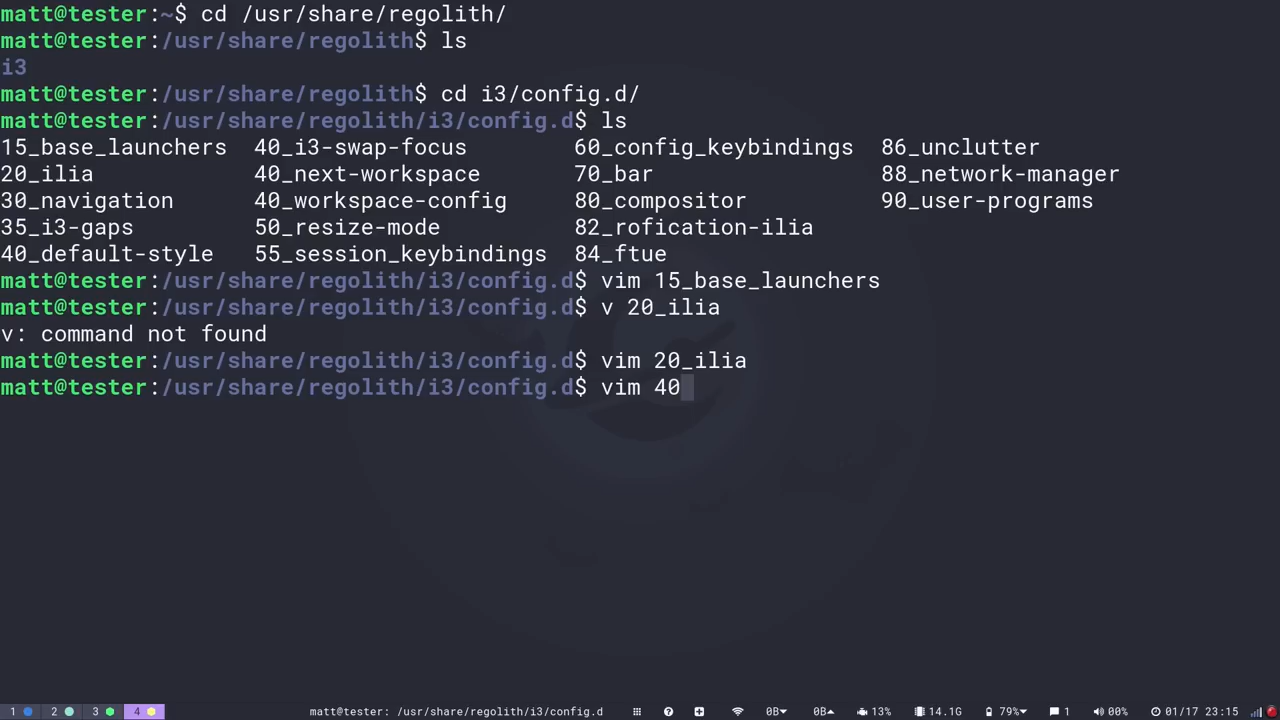 matt@tester:~$ cd /usr/share/regolith/
matt@tester:/usr/share/regolith$ ls
i3
matt@tester:/usr/share/regolith$ cd i3/config.d/
matt@tester:/usr/share/regolith/i3/config.d$ ls
15_base_launchers  40_i3-swap-focus        60_config_keybindings  86_unclutter
20_ilia            40_next-workspace       70_bar                 88_network-manager
30_navigation      40_workspace-config     80_compositor          90_user-programs
35_i3-gaps         50_resize-mode          82_rofication-ilia
40_default-style   55_session_keybindings  84_ftue
matt@tester:/usr/share/regolith/i3/config.d$ vim 15_base_launchers
matt@tester:/usr/share/regolith/i3/config.d$ v 20_ilia
v: command not found
matt@tester:/usr/share/regolith/i3/config.d$ vim 20_ilia
matt@tester:/usr/share/regolith/i3/config.d$ vim 40
1 2 3 4 matt@tester: /usr/share/regolith/i3/config.d 0B▾ 0B▴ 13% 14.1G 79%▾ 1 00% 01/17 23:15